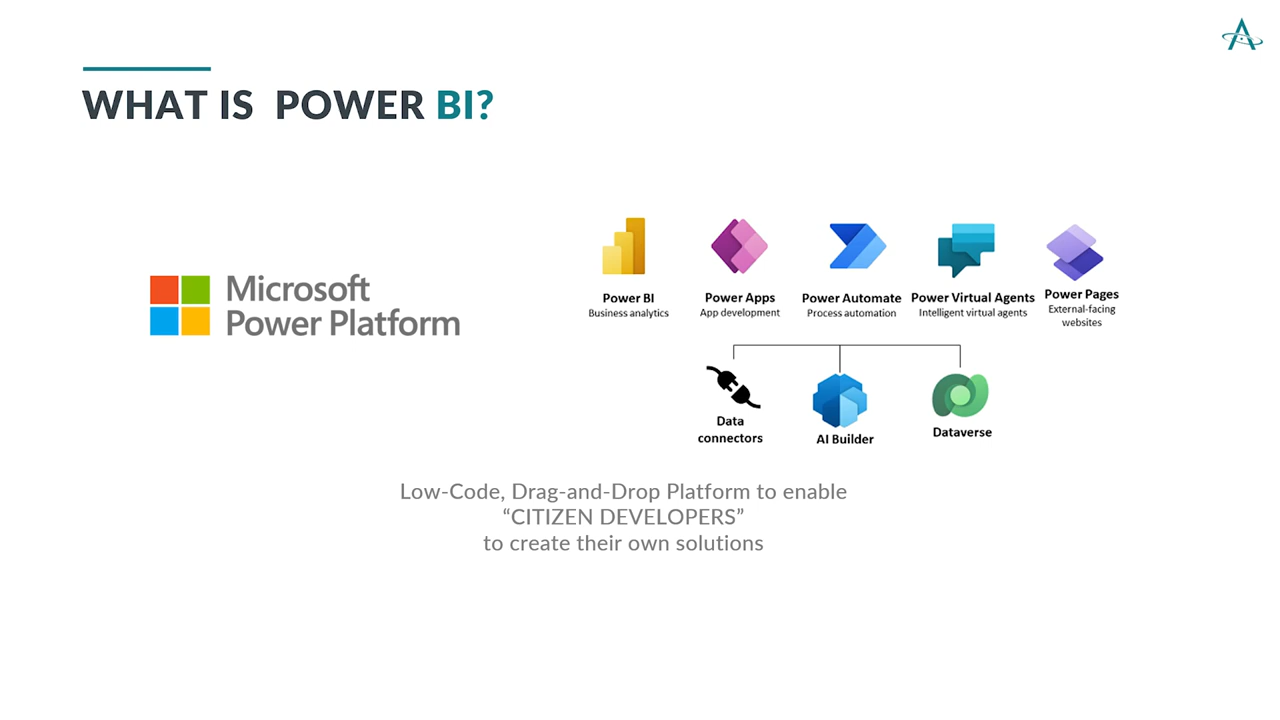 WHAT IS POWER BI?
Microsoft
Power Platform
Power BI
Business analytics
Power Apps
App development
Power Automate
Process automation
Power Virtual Agents
Intelligent virtual agents
Power Pages
External-facing
websites
Data
connectors
AI Builder
Dataverse
Low-Code, Drag-and-Drop Platform to enable
“CITIZEN DEVELOPERS”
to create their own solutions